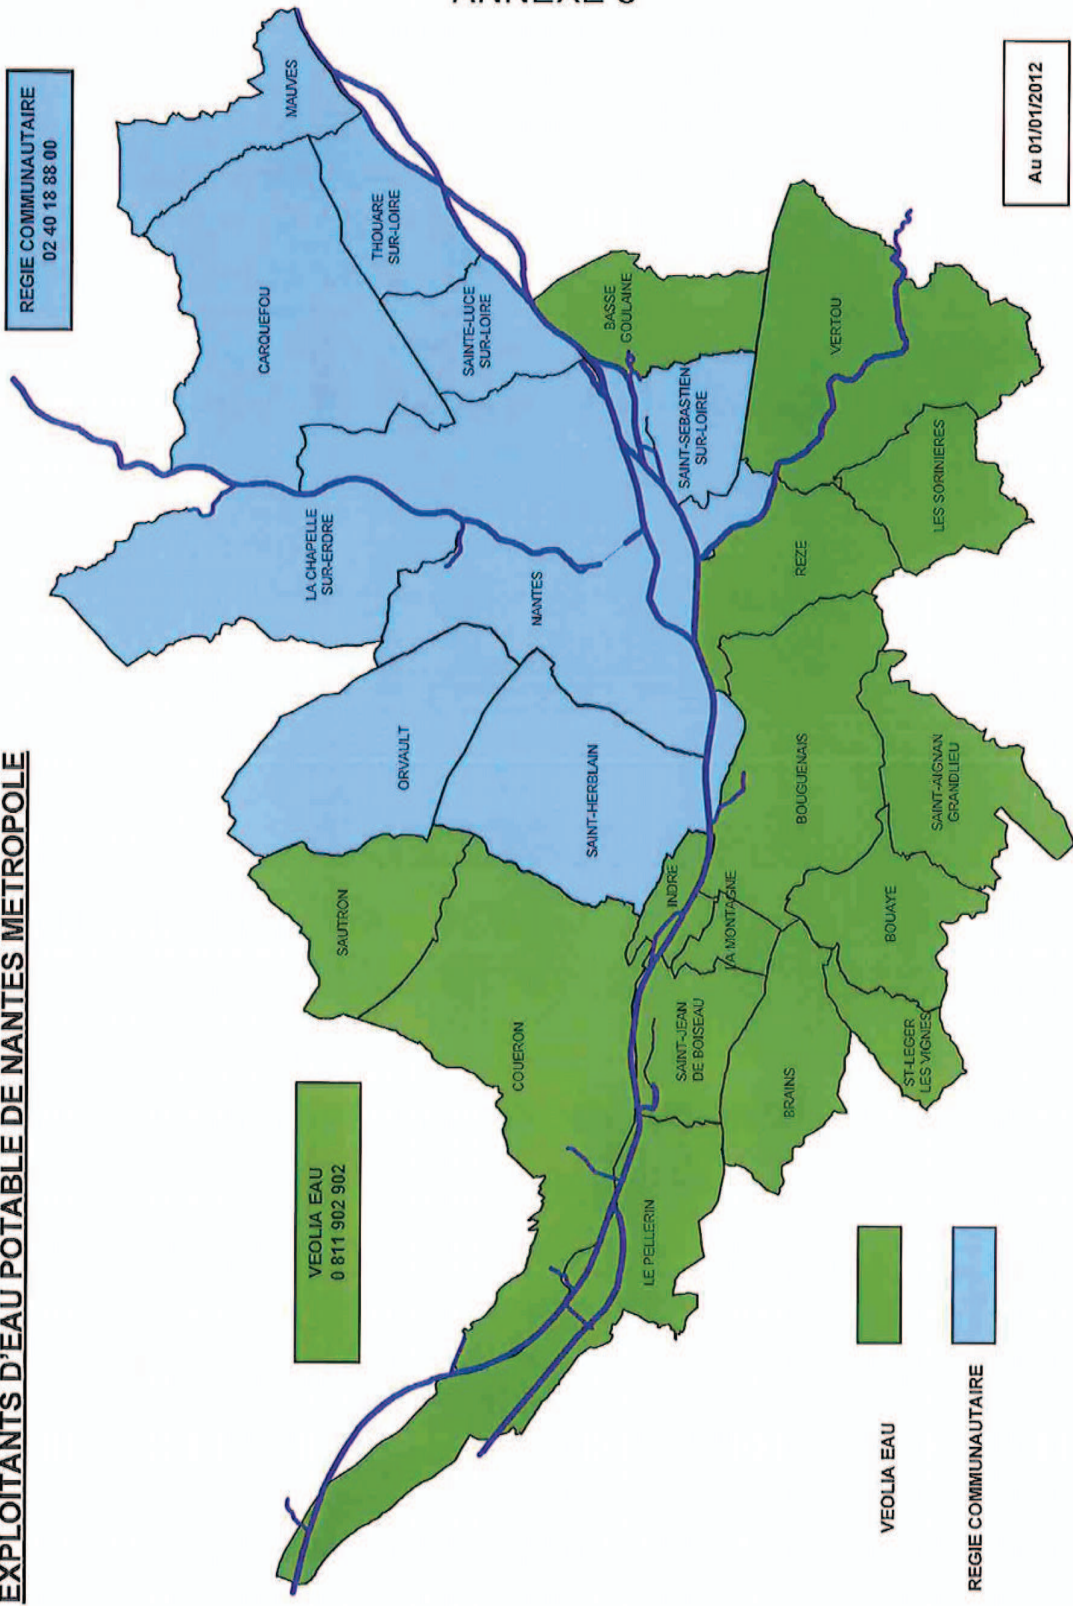 EXPLOITANTS D'EAU POTABLE DE NANTES METROPOLE
REGIE COMMUNAUTAIRE
02 40 18 88 00
VEOLIA EAU
0 811 902 902
MAUVES
CARQUEFOU
THOUARE
SUR-LOIRE
SAINTE-LUCE
SUR-LOIRE
LA CHAPELLE
SUR-ERDRE
NANTES
ORVAULT
SAINT-HERBLAIN
SAUTRON
COUERON
INDRE
BASSE
GOULAINE
SAINT-SEBASTIEN
SUR-LOIRE
VERTOU
LES SORINIERES
REZE
BOUGUENAIS
SAINT-AIGNAN
GRANDLIEU
LA MONTAGNE
BOUAYE
SAINT-JEAN
DE BOISEAU
BRAINS
ST-LEGER
LES VIGNES
LE PELLERIN
VEOLIA EAU
REGIE COMMUNAUTAIRE
Au 01/01/2012